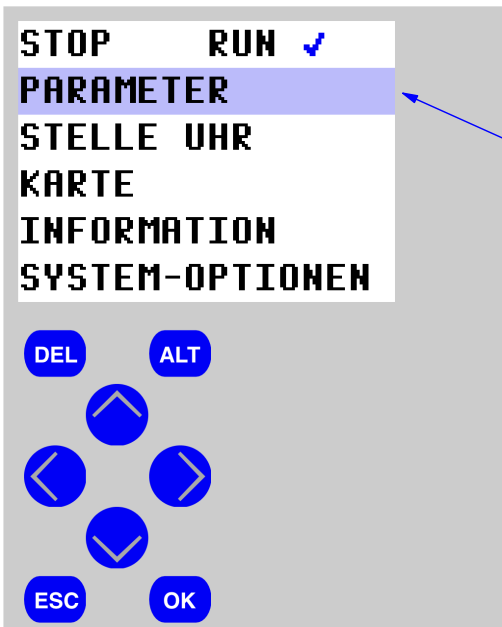 STOP RUN ✓
PARAMETER
STELLE UHR
KARTE
INFORMATION
SYSTEM-OPTIONEN
DEL ALT
ESC OK